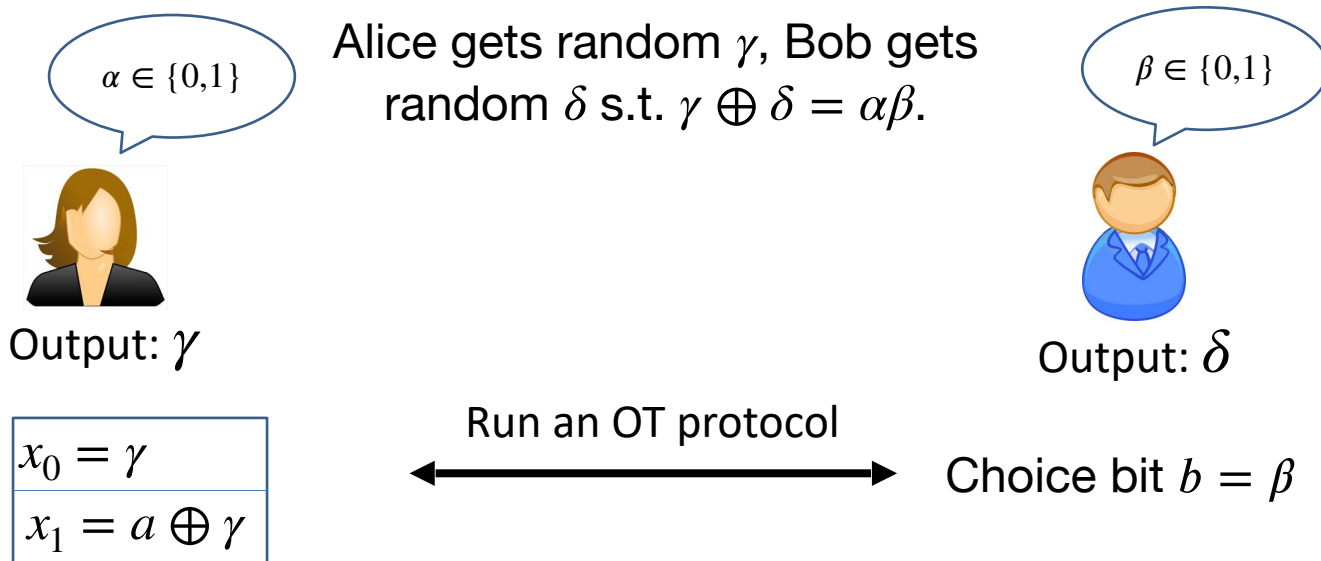 α ∈ {0,1}
Alice gets random γ, Bob gets
random δ s.t. γ ⊕ δ = αβ.
β ∈ {0,1}
Output: γ
Output: δ
Run an OT protocol
x₀ = γ
x₁ = a ⊕ γ
Choice bit b = β